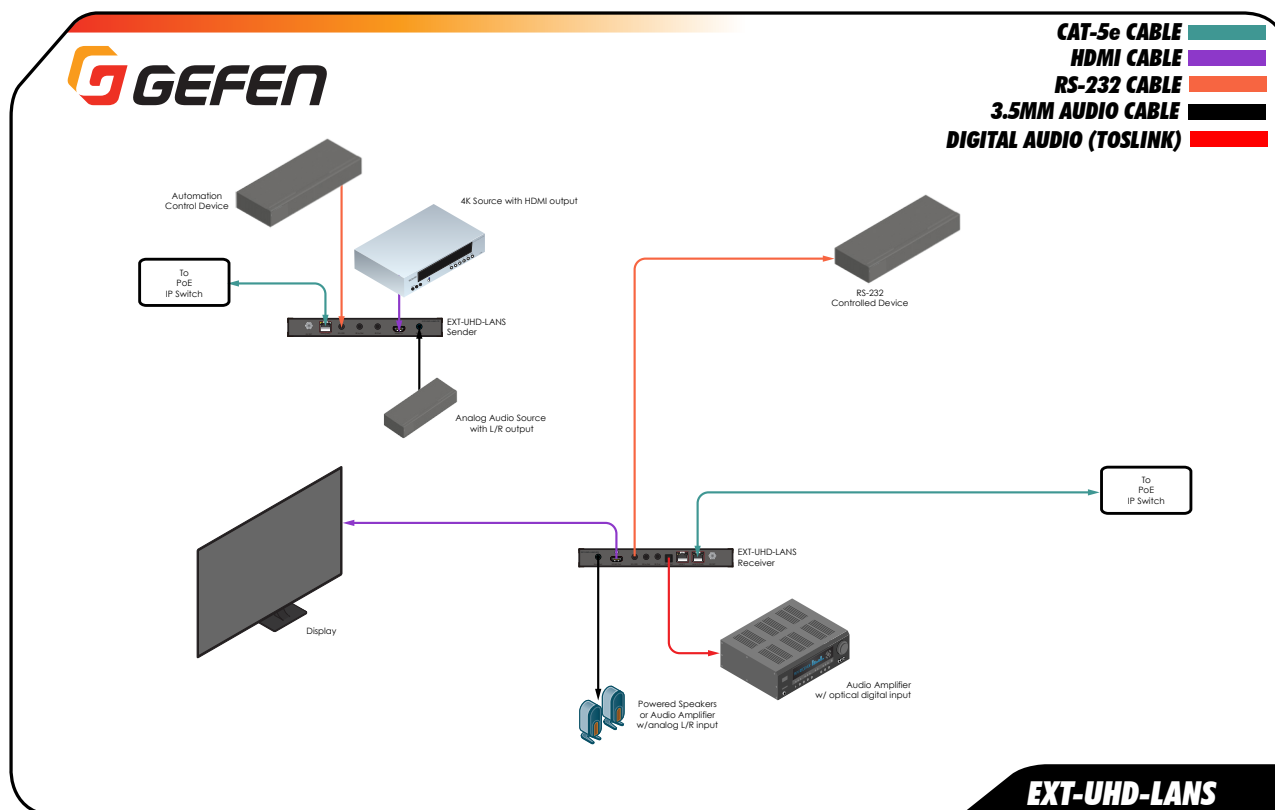 CAT-5e CABLE
HDMI CABLE
RS-232 CABLE
3.5MM AUDIO CABLE
DIGITAL AUDIO (TOSLINK)
GEFEN
Automation
Control Device
4K Source with HDMI output
To
PoE
IP Switch
EXT-UHD-LANS
Sender
RS-232
Controlled Device
Analog Audio Source
with L/R output
To
PoE
IP Switch
EXT-UHD-LANS
Receiver
Display
Audio Amplifier
w/ optical digital input
Powered Speakers
or Audio Amplifier
w/analog L/R input
EXT-UHD-LANS